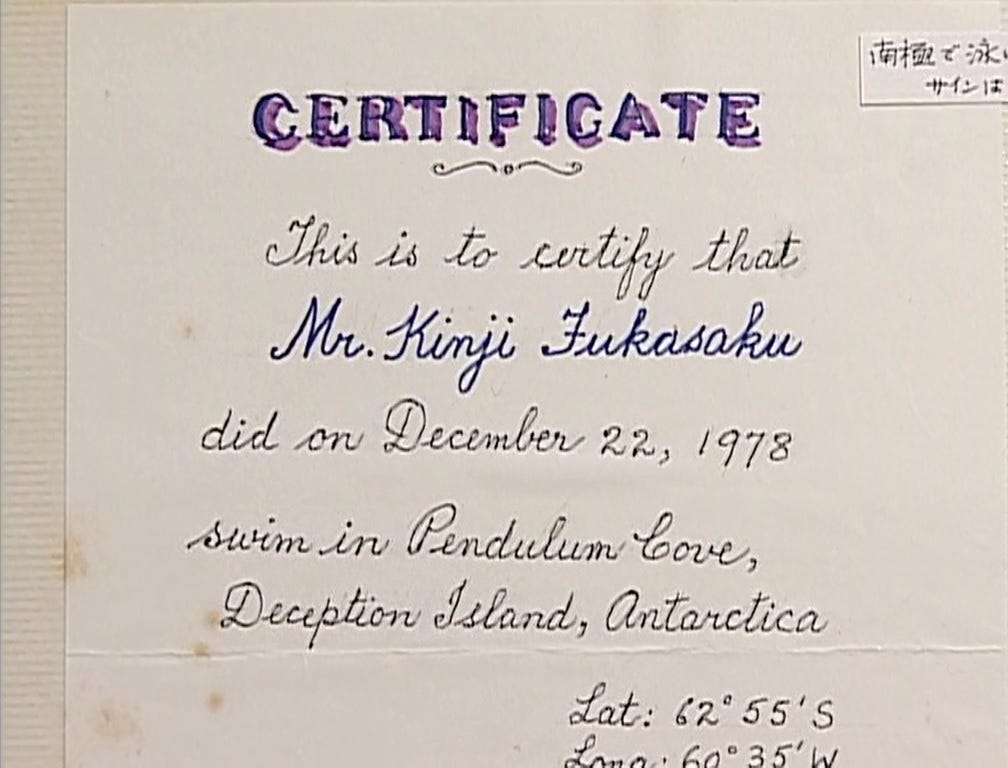 CERTIFICATE
南極で泳
サインは
This is to certify that
Mr. Kinji Fukasaku
did on December 22, 1978
swim in Pendulum Cove,
Deception Island, Antarctica
Lat: 62° 55' S
Long: 60° 35' W